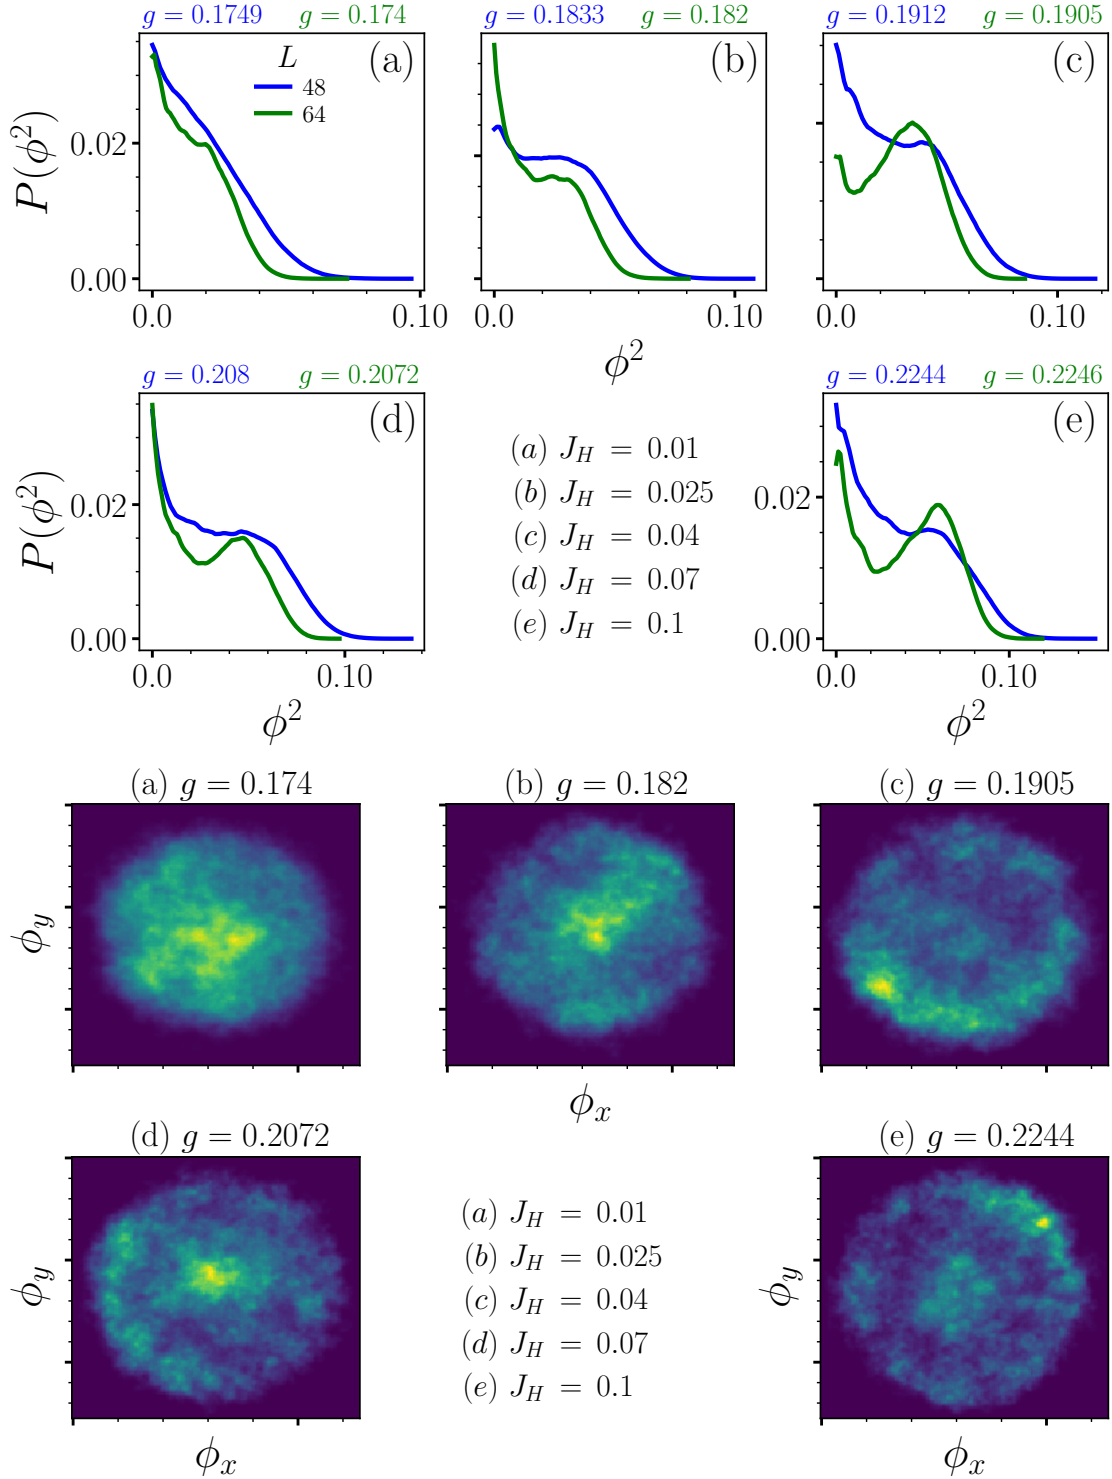 g = 0.1749 g = 0.174 g = 0.1833 g = 0.182 g = 0.1912 g = 0.1905
(a) (b) (c)
L
48
64
P(ϕ²)
0.02
0.00
0.0 0.10 0.0 0.1 0.0 0.1
ϕ²
g = 0.208 g = 0.2072 g = 0.2244 g = 0.2246
(d) (e)
(a) J_H = 0.01
(b) J_H = 0.025
(c) J_H = 0.04
(d) J_H = 0.07
(e) J_H = 0.1
P(ϕ²)
0.02 0.02
0.00 0.00
0.0 0.10 0.0 0.10
ϕ² ϕ²
(a) g = 0.174 (b) g = 0.182 (c) g = 0.1905
ϕ_y
ϕ_x
(d) g = 0.2072 (e) g = 0.2244
(a) J_H = 0.01
(b) J_H = 0.025
(c) J_H = 0.04
(d) J_H = 0.07
(e) J_H = 0.1
ϕ_y ϕ_y
ϕ_x ϕ_x